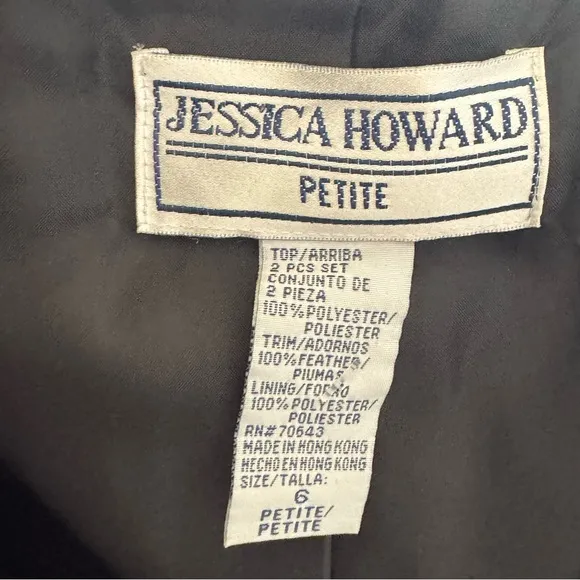 JESSICA HOWARD
PETITE
TOP/ARRIBA
2 PCS SET
CONJUNTO DE
2 PIEZA
100% POLYESTER/
POLIESTER
TRIM/ADORNOS
100% FEATHER/
PIUMAS
LINING/FORRO
100% POLYESTER/
POLIESTER
RN# 70643
MADE IN HONG KONG
HECHO EN HONG KONG
SIZE/TALLA:
6
PETITE/
PETITE